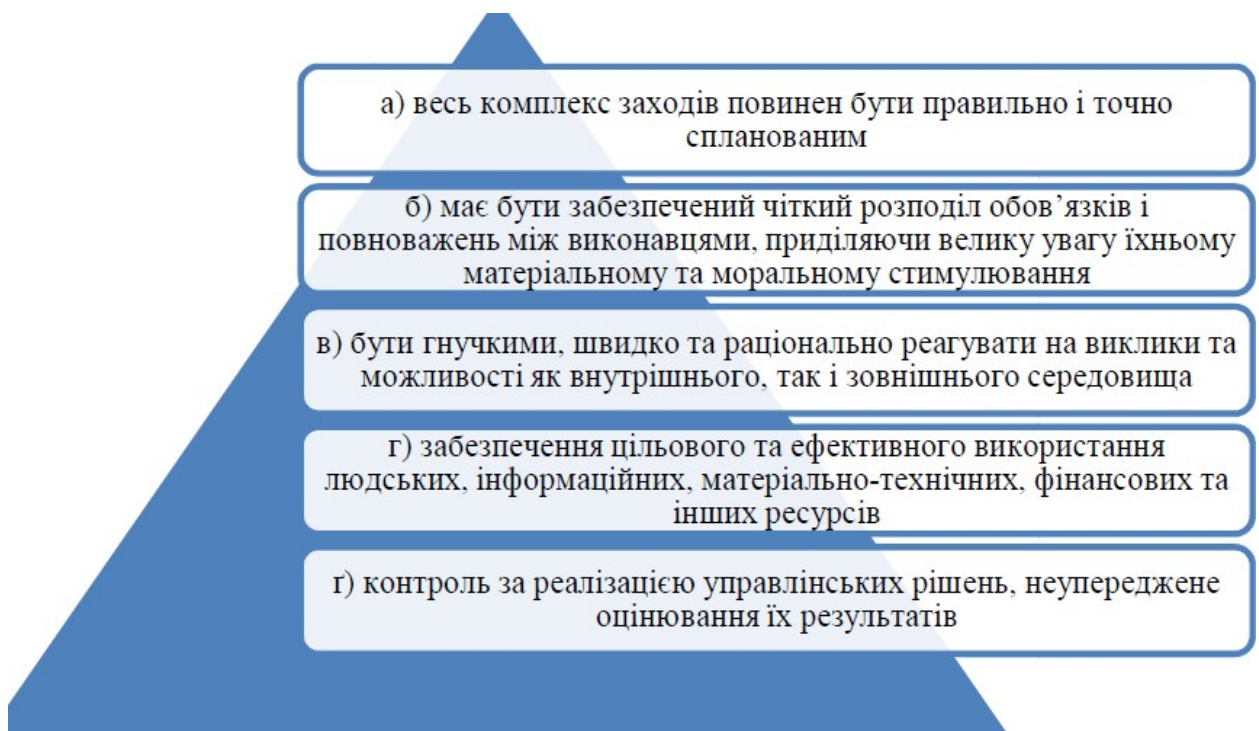 а) весь комплекс заходів повинен бути правильно і точно
спланованим
б) має бути забезпечений чіткий розподіл обов’язків і
повноважень між виконавцями, приділяючи велику увагу їхньому
матеріальному та моральному стимулювання
в) бути гнучкими, швидко та раціонально реагувати на виклики та
можливості як внутрішнього, так і зовнішнього середовища
г) забезпечення цільового та ефективного використання
людських, інформаційних, матеріально-технічних, фінансових та
інших ресурсів
ґ) контроль за реалізацією управлінських рішень, неупереджене
оцінювання їх результатів